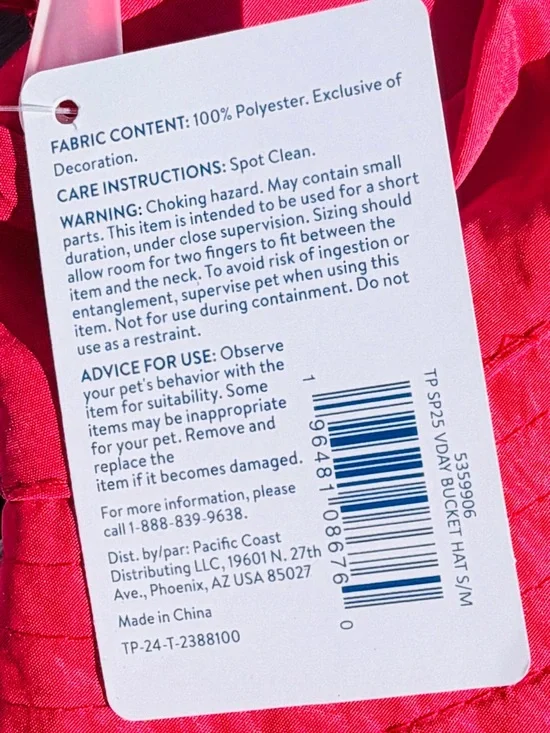 FABRIC CONTENT: 100% Polyester. Exclusive of
Decoration.
CARE INSTRUCTIONS: Spot Clean.
WARNING: Choking hazard. May contain small
parts. This item is intended to be used for a short
duration, under close supervision. Sizing should
allow room for two fingers to fit between the
item and the neck. To avoid risk of ingestion or
entanglement, supervise pet when using this
item. Not for use during containment. Do not
use as a restraint.
ADVICE FOR USE: Observe
your pet's behavior with the
item for suitability. Some
items may be inappropriate
for your pet. Remove and
replace the
item if it becomes damaged.
For more information, please
call 1-888-839-9638.
Dist. by/par: Pacific Coast
Distributing LLC, 19601 N. 27th
Ave., Phoenix, AZ USA 85027
Made in China
TP-24-T-2388100
1 96481 08676 0
TP SP25 VDAY BUCKET HAT S/M
5359906